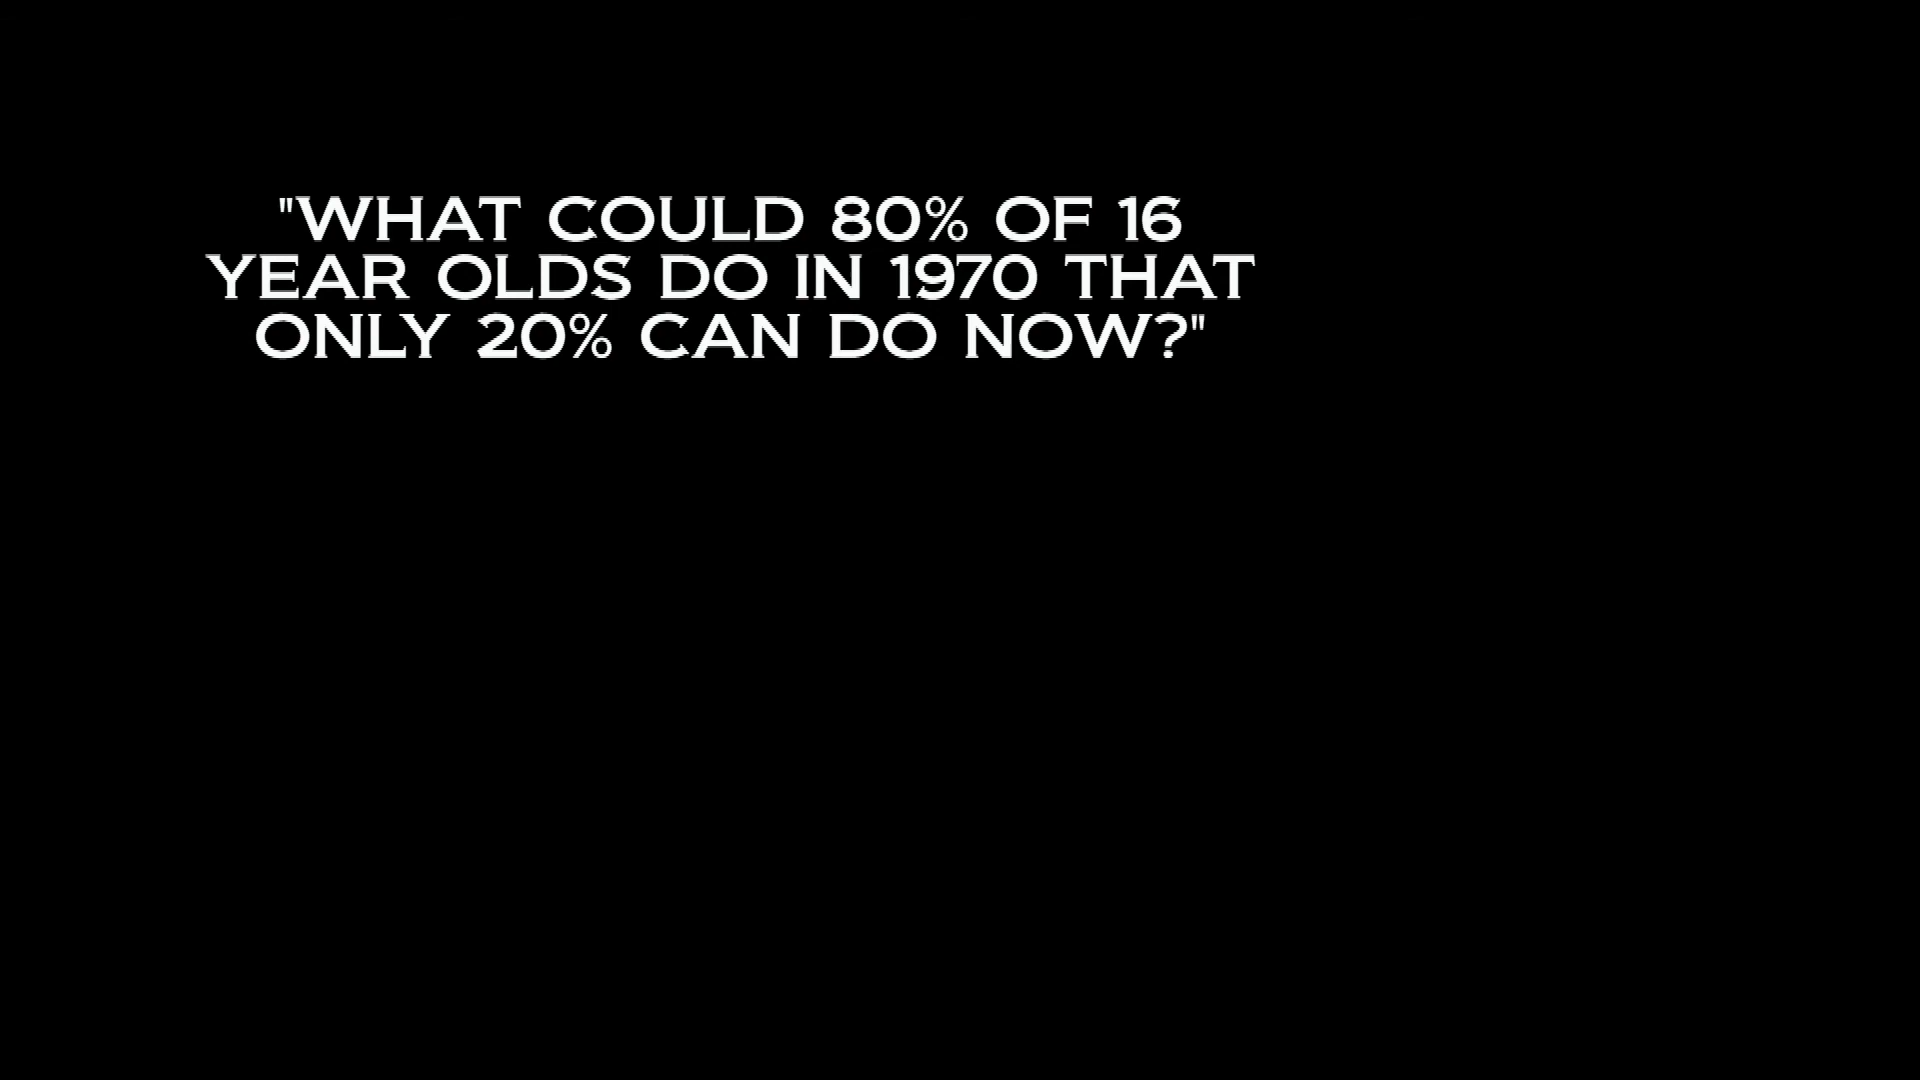 "WHAT COULD 80% OF 16
YEAR OLDS DO IN 1970 THAT
ONLY 20% CAN DO NOW?"